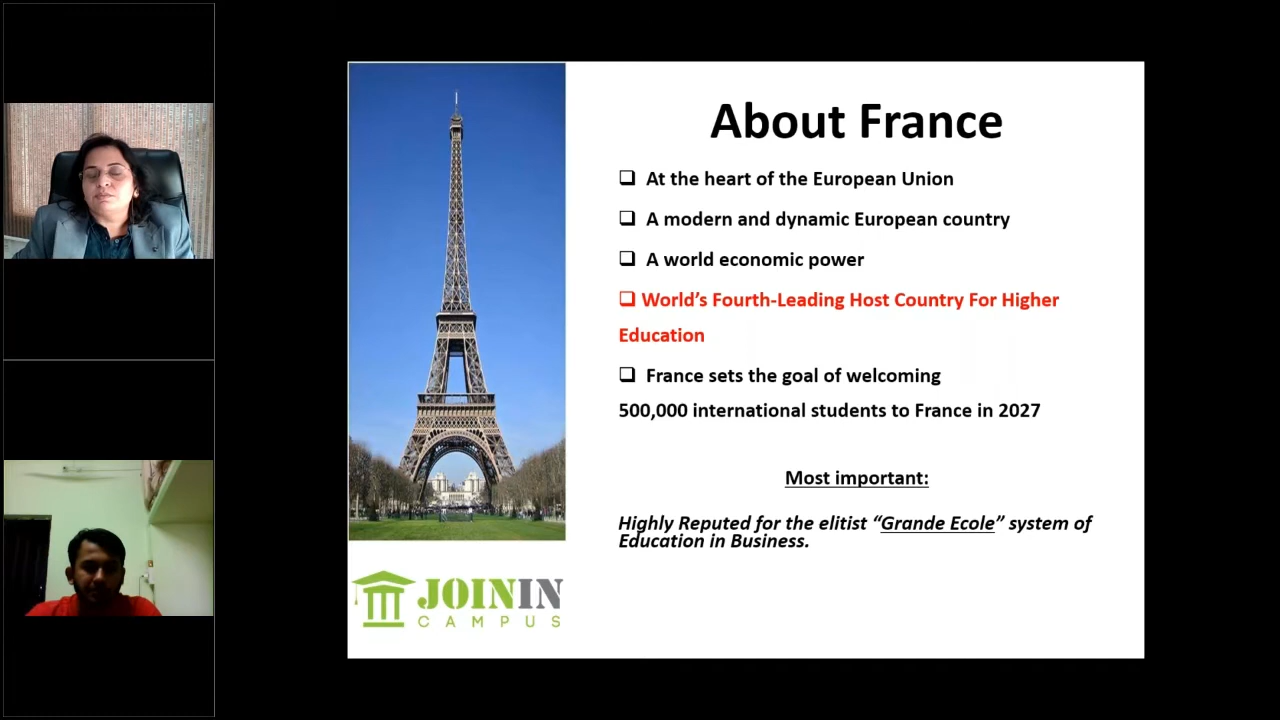 About France
❑ At the heart of the European Union
❑ A modern and dynamic European country
❑ A world economic power
❑ World's Fourth-Leading Host Country For Higher
Education
❑ France sets the goal of welcoming
500,000 international students to France in 2027
Most important:
Highly Reputed for the elitist “Grande Ecole” system of
Education in Business.
JOININ
CAMPUS